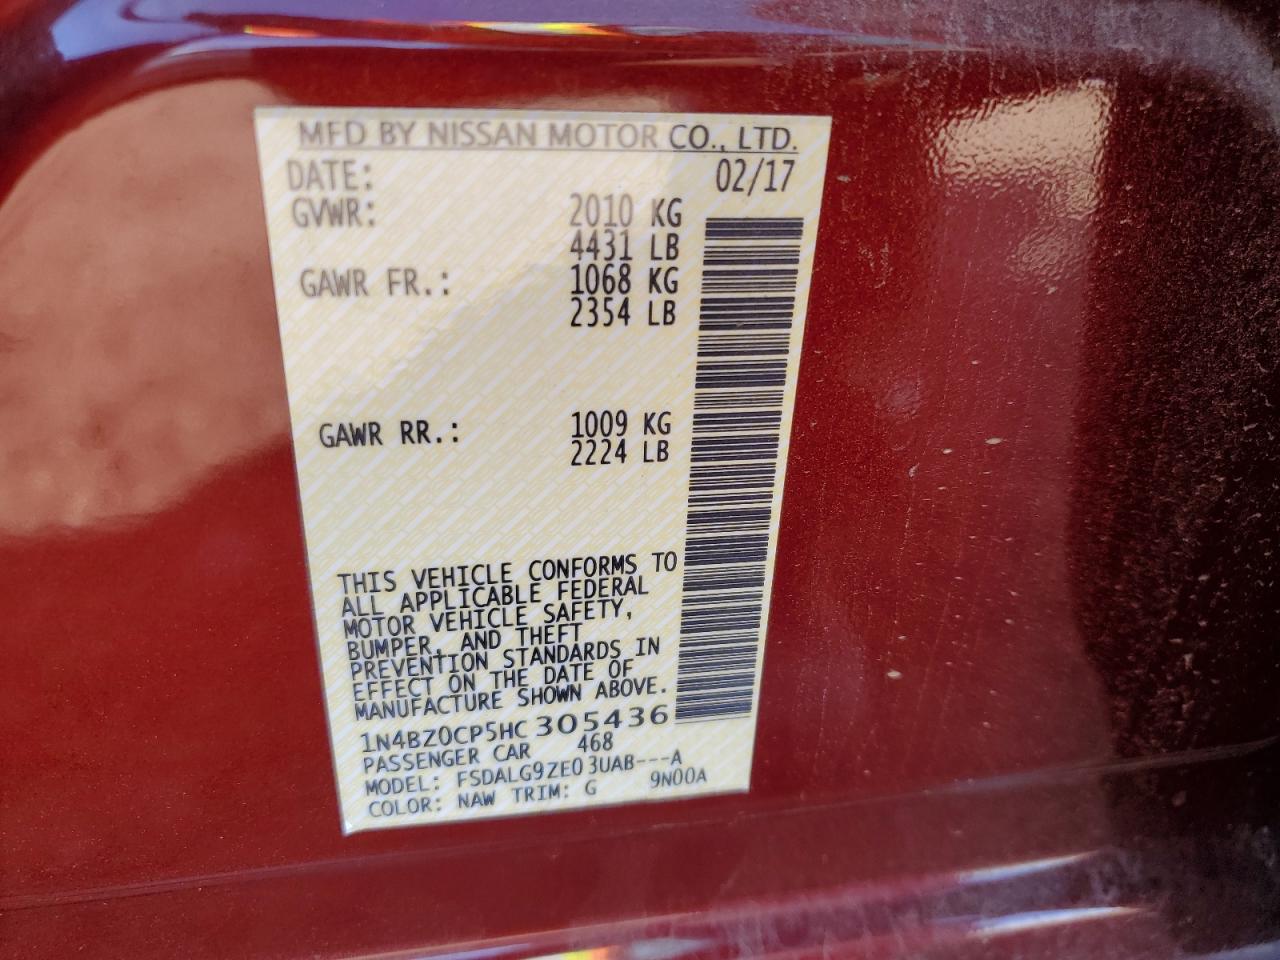 MFD BY NISSAN MOTOR CO., LTD.
DATE: 02/17
GVWR: 2010 KG
4431 LB
GAWR FR.: 1068 KG
2354 LB
GAWR RR.: 1009 KG
2224 LB
THIS VEHICLE CONFORMS TO
ALL APPLICABLE FEDERAL
MOTOR VEHICLE SAFETY,
BUMPER, AND THEFT
PREVENTION STANDARDS IN
EFFECT ON THE DATE OF
MANUFACTURE SHOWN ABOVE.
1N4BZ0CP5HC 305436
PASSENGER CAR 468
MODEL: FSDALG9ZE03UAB---A
COLOR: NAW TRIM: G 9N00A